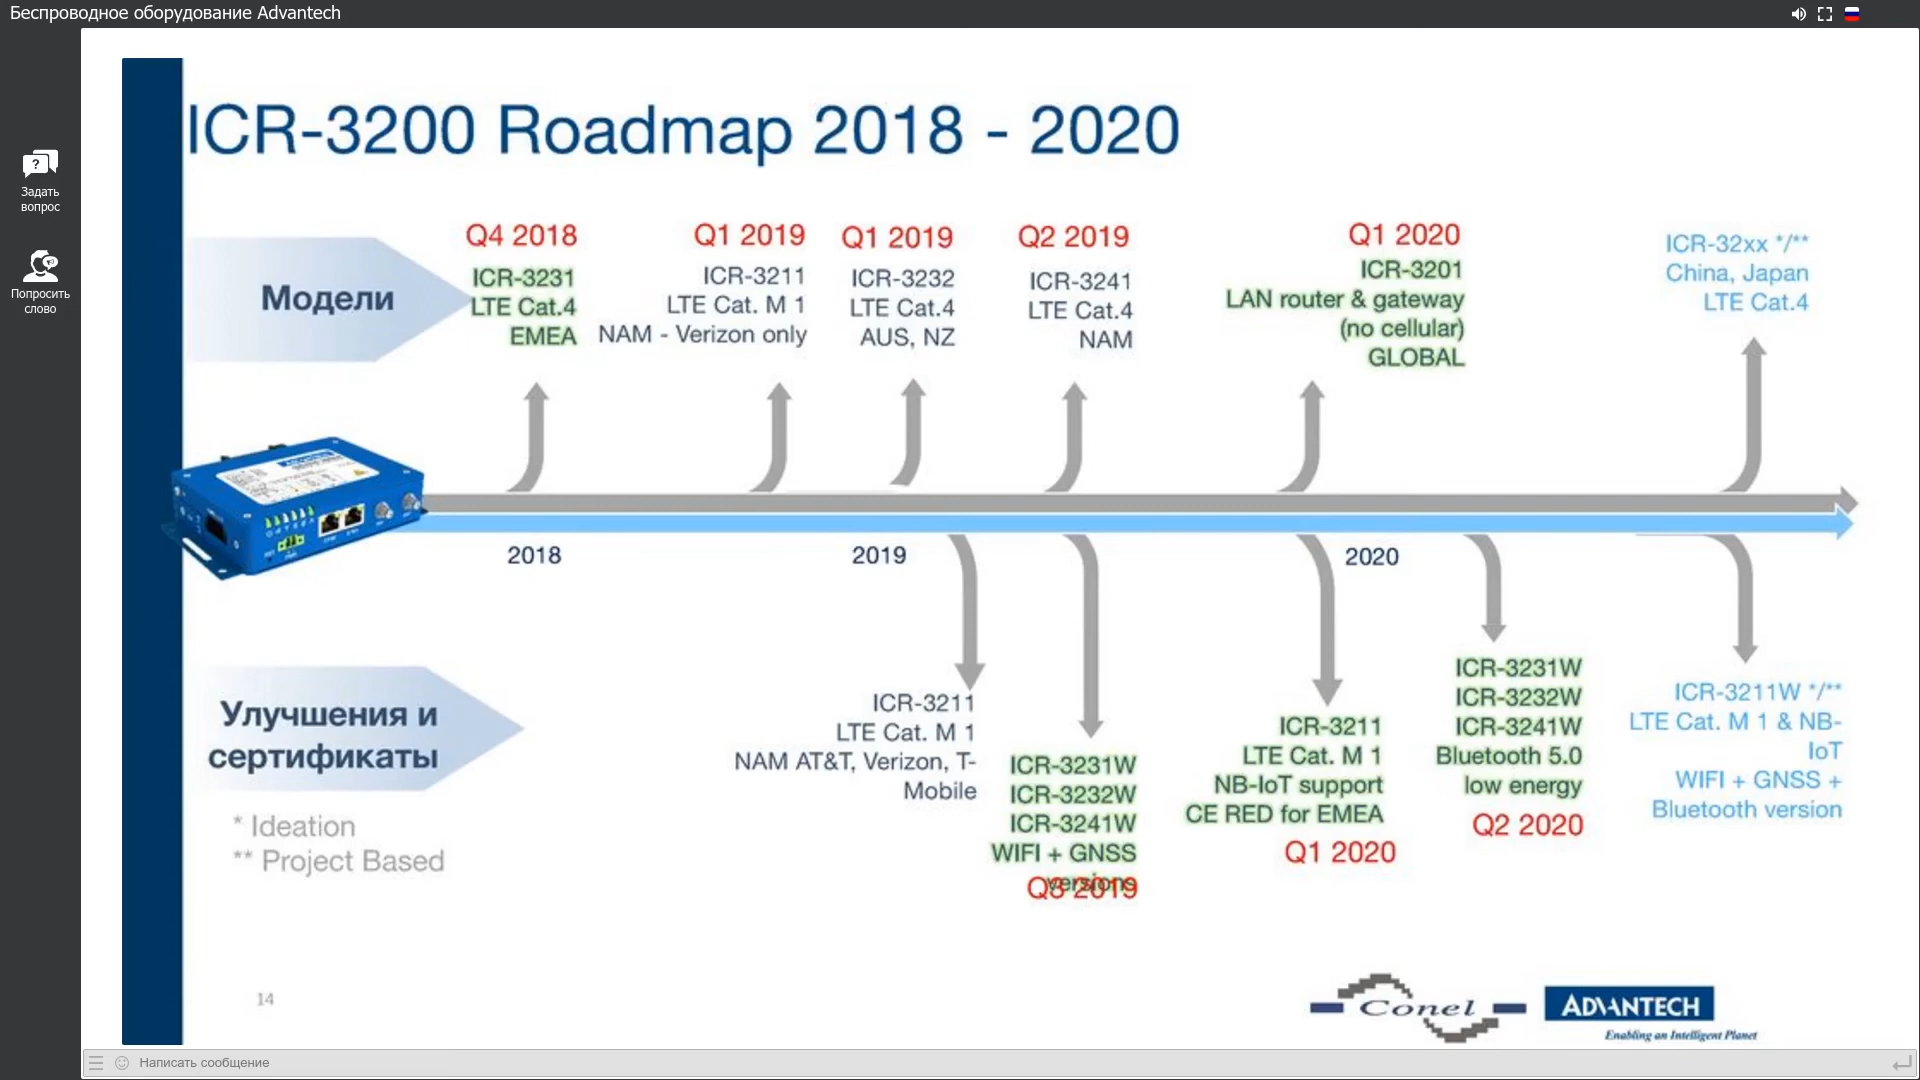 Беспроводное оборудование Advantech
Задать
вопрос
Попросить
слово
ICR-3200 Roadmap 2018 - 2020
Модели
Q4 2018
ICR-3231
LTE Cat.4
EMEA
Q1 2019
ICR-3211
LTE Cat. M 1
NAM - Verizon only
Q1 2019
ICR-3232
LTE Cat.4
AUS, NZ
Q2 2019
ICR-3241
LTE Cat.4
NAM
Q1 2020
ICR-3201
LAN router & gateway
(no cellular)
GLOBAL
ICR-32xx */**
China, Japan
LTE Cat.4
2018
2019
2020
Улучшения и
сертификаты
* Ideation
** Project Based
ICR-3211
LTE Cat. M 1
NAM AT&T, Verizon, T-
Mobile
ICR-3231W
ICR-3232W
ICR-3241W
WIFI + GNSS
versions
Q3 2019
ICR-3211
LTE Cat. M 1
NB-IoT support
CE RED for EMEA
Q1 2020
ICR-3231W
ICR-3232W
ICR-3241W
Bluetooth 5.0
low energy
Q2 2020
ICR-3211W */**
LTE Cat. M 1 & NB-
IoT
WIFI + GNSS +
Bluetooth version
14
Conel
ADVANTECH
Enabling an Intelligent Planet
Написать сообщение